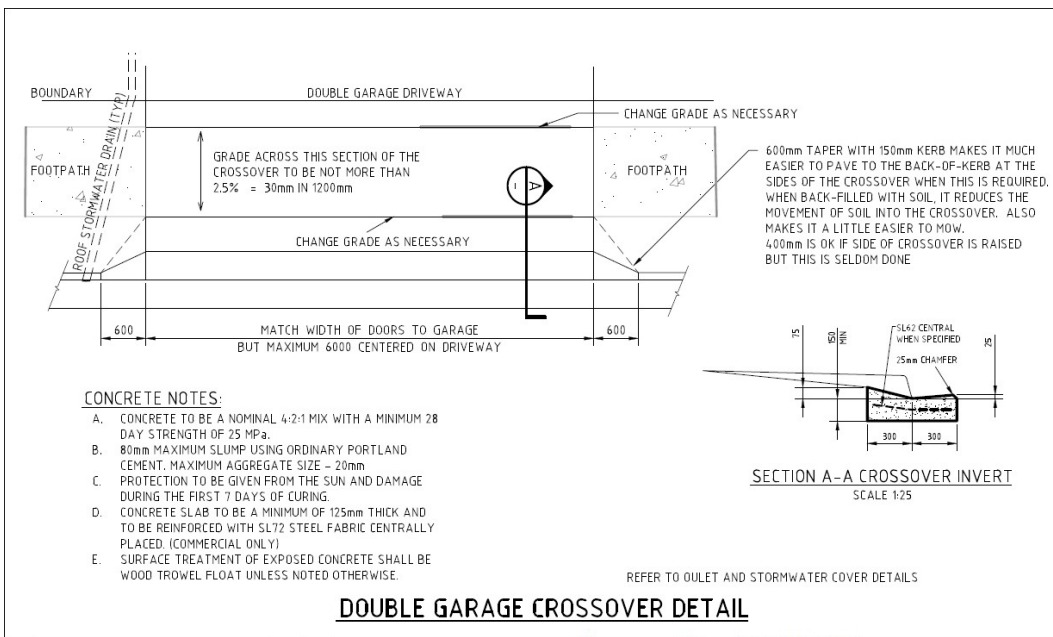 BOUNDARY
DOUBLE GARAGE DRIVEWAY
CHANGE GRADE AS NECESSARY
ROOF STORMWATER DRAIN (TYP)
FOOTPATH
GRADE ACROSS THIS SECTION OF THE
CROSSOVER TO BE NOT MORE THAN
2.5% = 30mm IN 1200mm
A
–
FOOTPATH
600mm TAPER WITH 150mm KERB MAKES IT MUCH
EASIER TO PAVE TO THE BACK-OF-KERB AT THE
SIDES OF THE CROSSOVER WHEN THIS IS REQUIRED.
WHEN BACK-FILLED WITH SOIL, IT REDUCES THE
MOVEMENT OF SOIL INTO THE CROSSOVER. ALSO
MAKES IT A LITTLE EASIER TO MOW.
400mm IS OK IF SIDE OF CROSSOVER IS RAISED
BUT THIS IS SELDOM DONE
CHANGE GRADE AS NECESSARY
600
MATCH WIDTH OF DOORS TO GARAGE
BUT MAXIMUM 6000 CENTERED ON DRIVEWAY
600
75
150
MIN
SL62 CENTRAL
WHEN SPECIFIED
25mm CHAMFER
25
300
300
SECTION A-A CROSSOVER INVERT
SCALE 1:25
CONCRETE NOTES:
A. CONCRETE TO BE A NOMINAL 4:2:1 MIX WITH A MINIMUM 28
DAY STRENGTH OF 25 MPa.
B. 80mm MAXIMUM SLUMP USING ORDINARY PORTLAND
CEMENT. MAXIMUM AGGREGATE SIZE - 20mm
C. PROTECTION TO BE GIVEN FROM THE SUN AND DAMAGE
DURING THE FIRST 7 DAYS OF CURING.
D. CONCRETE SLAB TO BE A MINIMUM OF 125mm THICK AND
TO BE REINFORCED WITH SL72 STEEL FABRIC CENTRALLY
PLACED. (COMMERCIAL ONLY)
E. SURFACE TREATMENT OF EXPOSED CONCRETE SHALL BE
WOOD TROWEL FLOAT UNLESS NOTED OTHERWISE.
REFER TO OULET AND STORMWATER COVER DETAILS
DOUBLE GARAGE CROSSOVER DETAIL